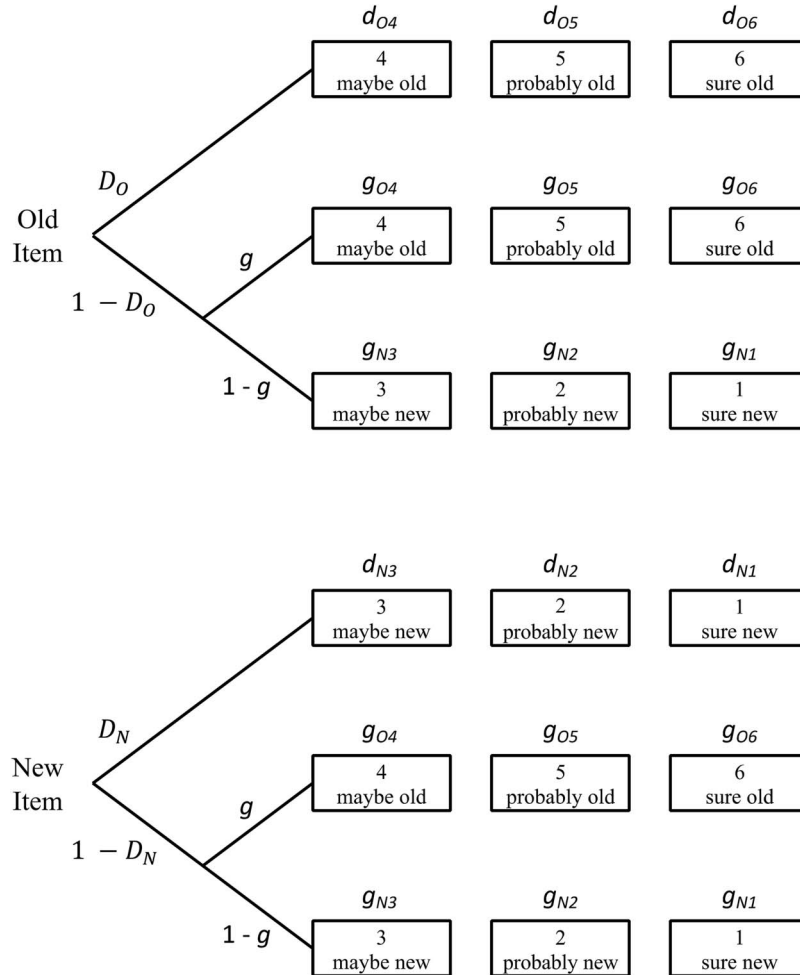 d_O4 d_O5 d_O6
4 5 6
maybe old probably old sure old
D_O
g_O4 g_O5 g_O6
Old
Item
4 5 6
maybe old probably old sure old
g
1 − D_O
g_N3 g_N2 g_N1
1 - g
3 2 1
maybe new probably new sure new
d_N3 d_N2 d_N1
3 2 1
maybe new probably new sure new
D_N
g_O4 g_O5 g_O6
New
Item
4 5 6
maybe old probably old sure old
g
1 − D_N
g_N3 g_N2 g_N1
1 - g
3 2 1
maybe new probably new sure new